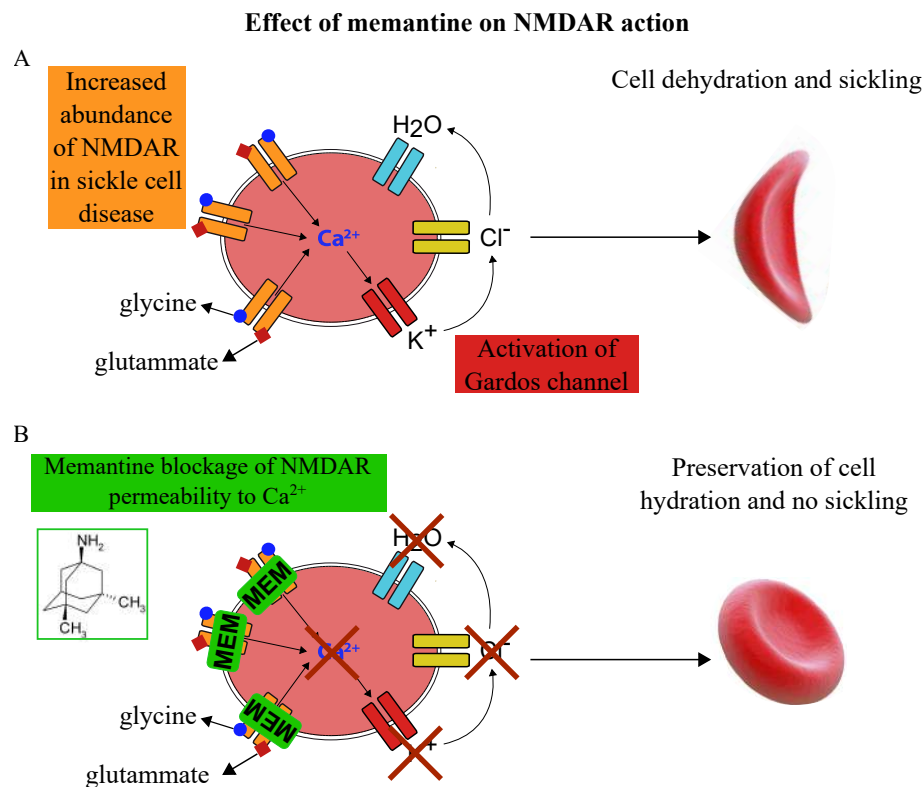 Effect of memantine on NMDAR action
A
Increased
abundance
of NMDAR
in sickle cell
disease
Cell dehydration and sickling
H2O
Ca²⁺
Cl⁻
glycine
K⁺
glutammate
Activation of
Gardos channel
B
Memantine blockage of NMDAR
permeability to Ca²⁺
Preservation of cell
hydration and no sickling
NH₂
CH₃
CH₃
H2O
MEM
MEM
MEM
glycine
glutammate